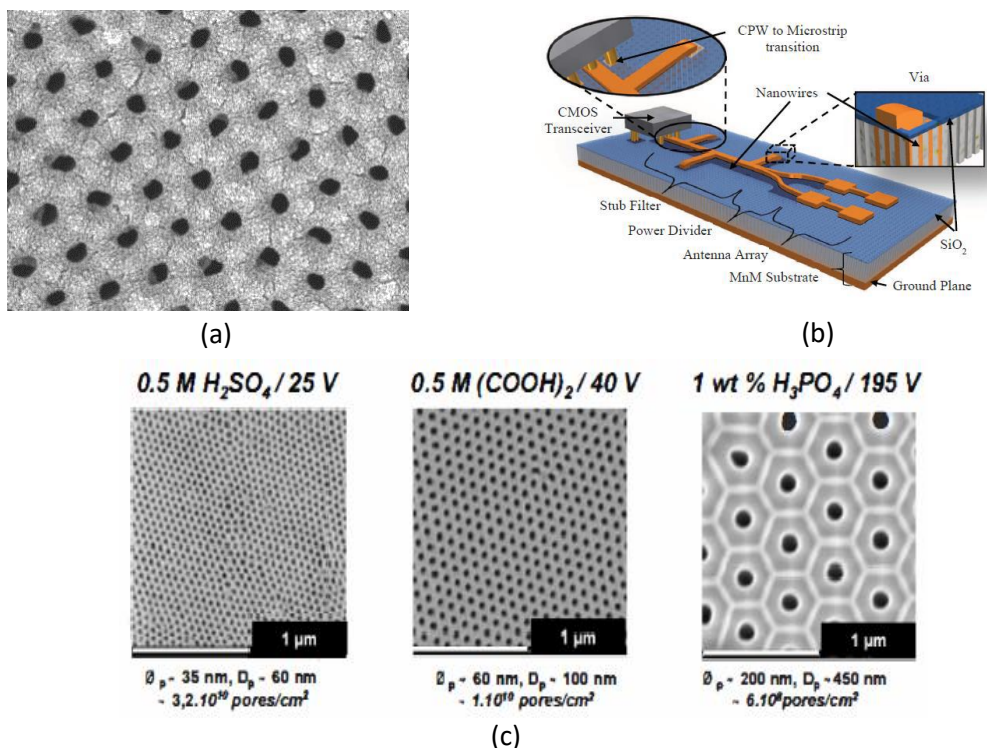 CPW to Microstrip
transition
Via
Nanowires
CMOS
Transceiver
Stub Filter
Power Divider
Antenna Array
MnM Substrate
SiO₂
Ground Plane
(a)
(b)
0.5 M H₂SO₄ / 25 V
0.5 M (COOH)₂ / 40 V
1 wt % H₃PO₄ / 195 V
1 µm
1 µm
1 µm
Ø p ~ 35 nm, Dp ~ 60 nm
~ 3,2.10¹⁰ pores/cm²
Ø p ~ 60 nm, Dp ~ 100 nm
~ 1.10¹⁰ pores/cm²
Ø p ~ 200 nm, Dp ~450 nm
~ 6.10⁸ pores/cm²
(c)